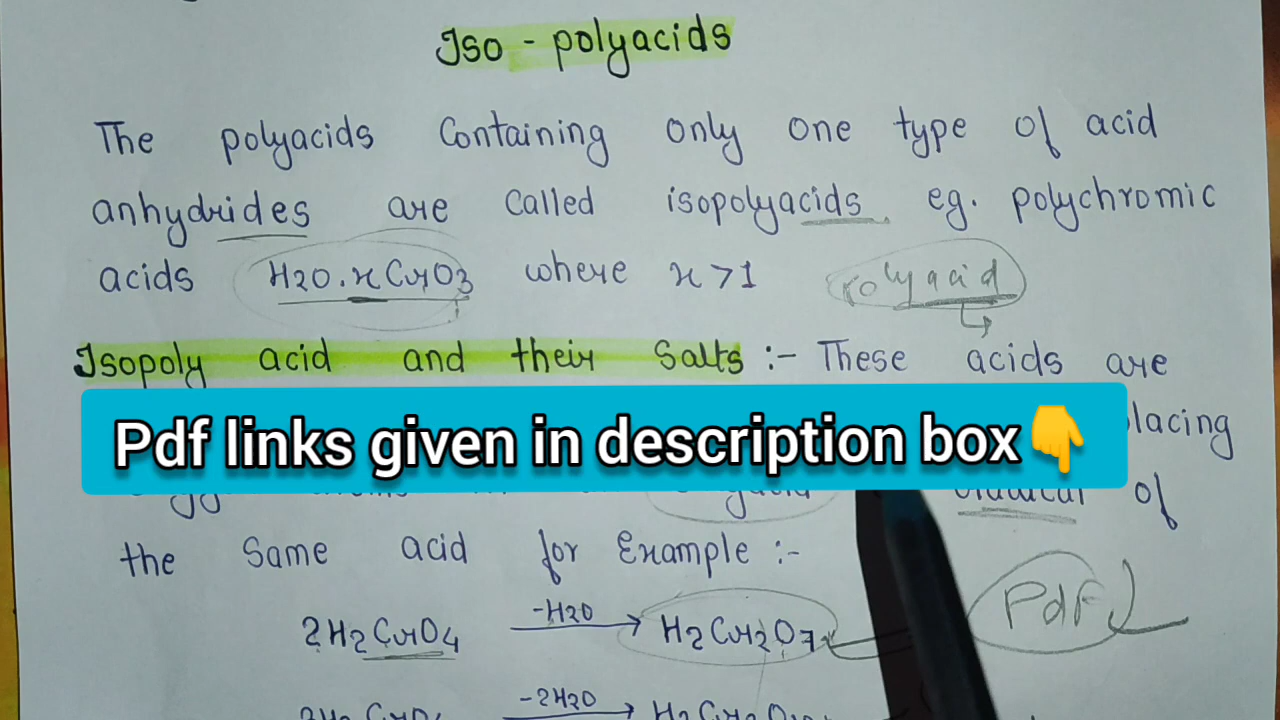 Iso - polyacids
The polyacids Containing only one type of acid
anhydrides are called isopolyacids eg. polychromic
acids H2O.xCrO3 where x>1 Polyacid
Isopoly acid and their Salts :- These acids are
Pdf links given in description box👇
lacing
of
the Same acid for Example :-
2H2CrO4 -H2O → H2Cr2O7 Pdf
-2H2O →